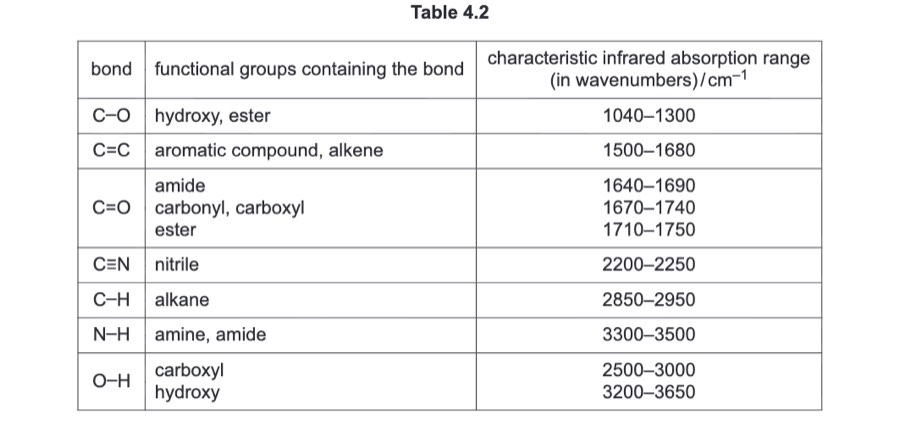 Table 4.2
bond functional groups containing the bond characteristic infrared absorption range
(in wavenumbers)/cm⁻¹
C–O hydroxy, ester 1040–1300
C=C aromatic compound, alkene 1500–1680
amide 1640–1690
C=O carbonyl, carboxyl 1670–1740
ester 1710–1750
C≡N nitrile 2200–2250
C–H alkane 2850–2950
N–H amine, amide 3300–3500
O–H carboxyl 2500–3000
hydroxy 3200–3650